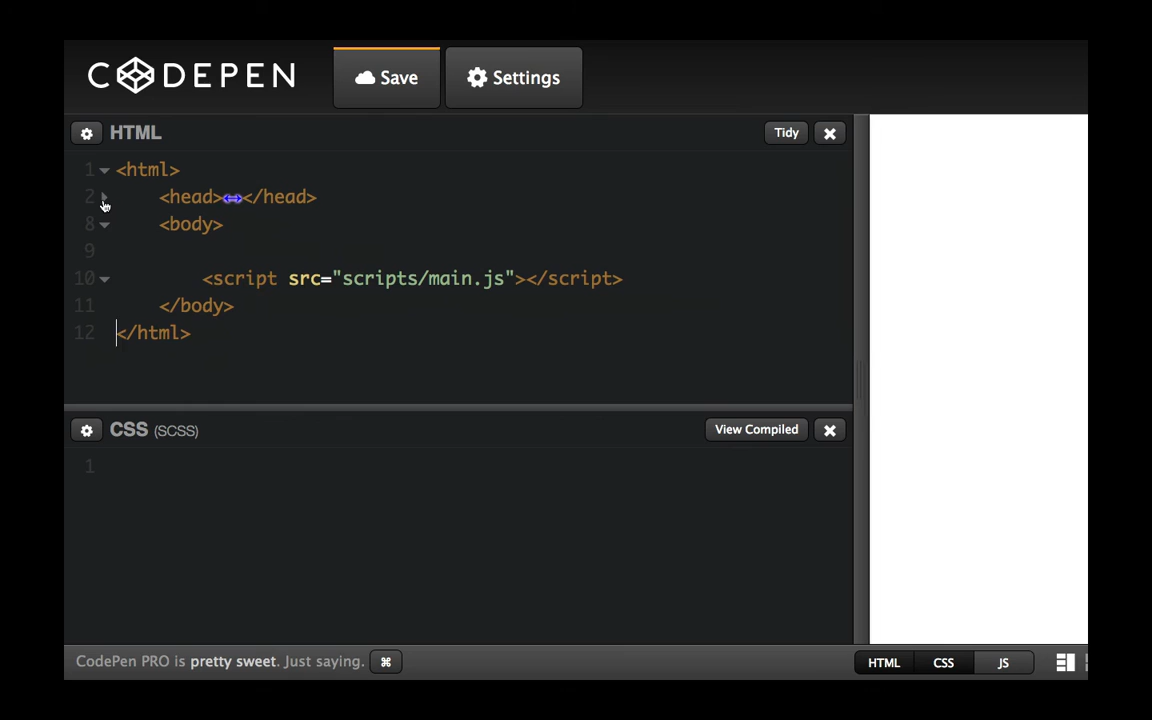 CODEPEN Save Settings
HTML Tidy
1 <html>
2 <head></head>
8 <body>
9
10 <script src="scripts/main.js"></script>
11 </body>
12 </html>
CSS (SCSS) View Compiled
1
CodePen PRO is pretty sweet. Just saying. ⌘ HTML CSS JS